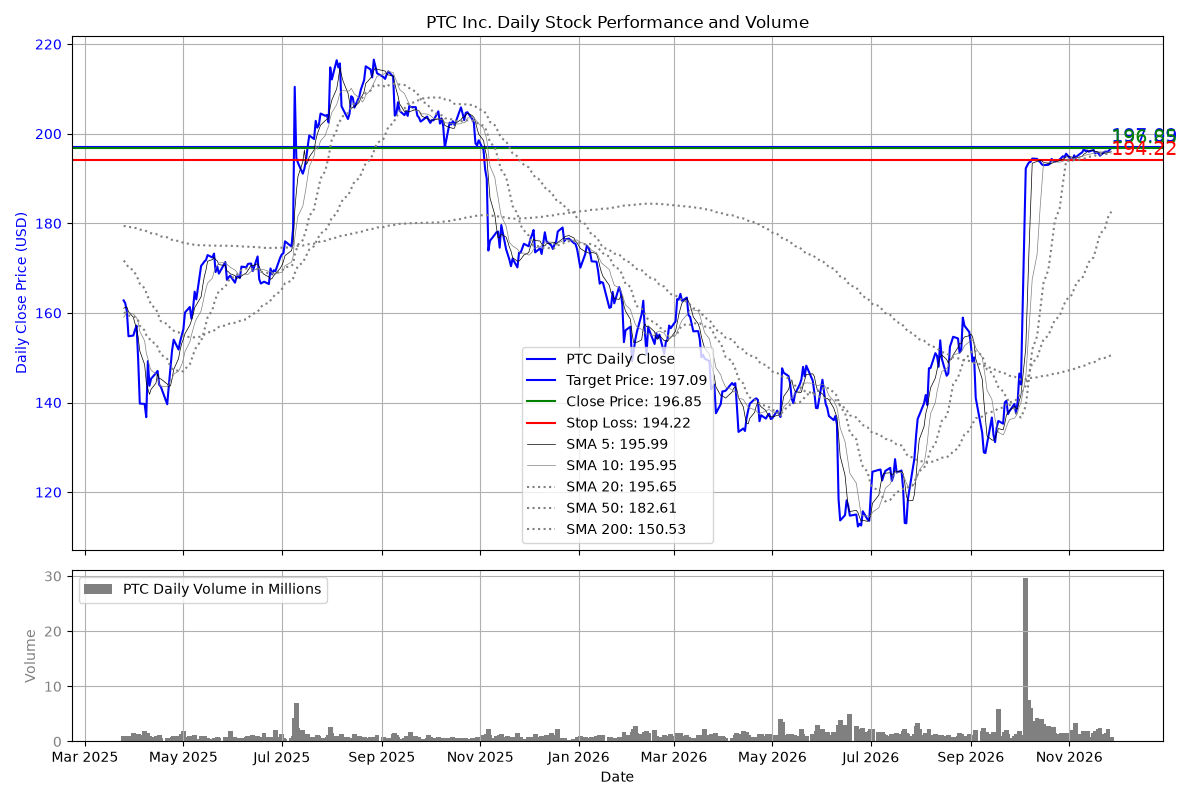 PTC Inc. Daily Stock Performance and Volume
Daily Close Price (USD)
220
200
180
160
140
120
197.09
196.85
194.22
PTC Daily Close
Target Price: 197.09
Close Price: 196.85
Stop Loss: 194.22
SMA 5: 195.99
SMA 10: 195.95
SMA 20: 195.65
SMA 50: 182.61
SMA 200: 150.53
Volume
30
20
10
0
PTC Daily Volume in Millions
Mar 2025 May 2025 Jul 2025 Sep 2025 Nov 2025 Jan 2026 Mar 2026 May 2026 Jul 2026 Sep 2026 Nov 2026
Date